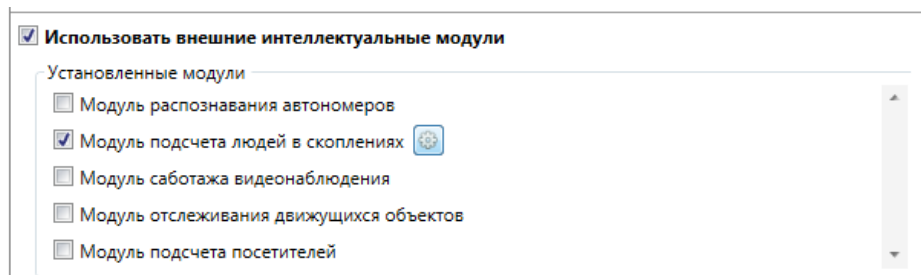 Использовать внешние интеллектуальные модули
Установленные модули
Модуль распознавания автономеров
Модуль подсчета людей в скоплениях
Модуль саботажа видеонаблюдения
Модуль отслеживания движущихся объектов
Модуль подсчета посетителей